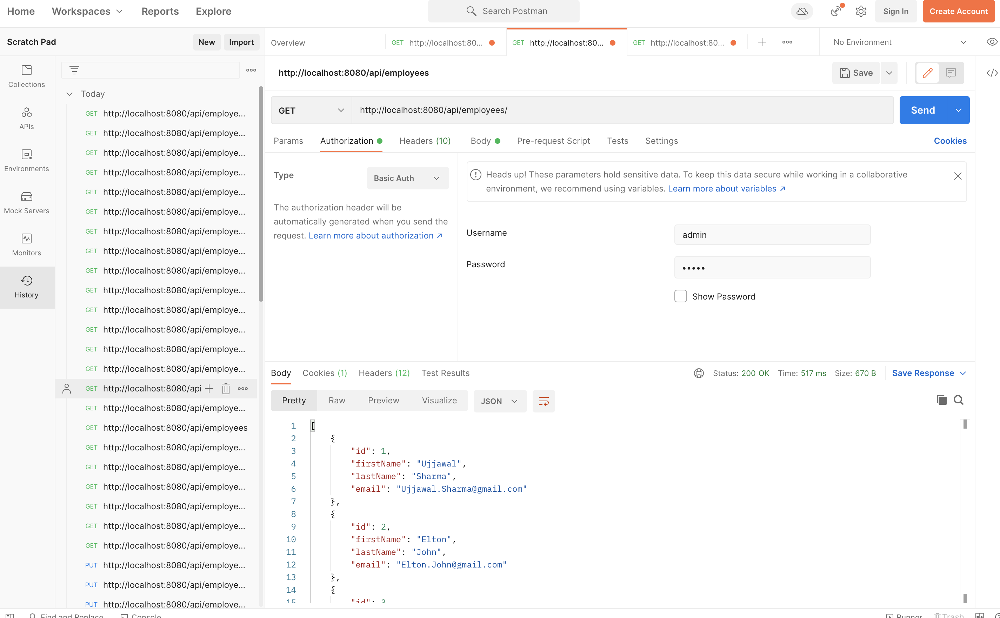 Home Workspaces Reports Explore Search Postman Sign In Create Account
Scratch Pad New Import Overview GET http://localhost:80... GET http://localhost:80... GET http://localhost:80... No Environment
Collections
APIs
Environments
Mock Servers
Monitors
History
Today
GET http://localhost:8080/api/employe...
GET http://localhost:8080/api/employe...
GET http://localhost:8080/api/employe...
GET http://localhost:8080/api/employe...
GET http://localhost:8080/api/employe...
GET http://localhost:8080/api/employe...
GET http://localhost:8080/api/employe...
GET http://localhost:8080/api/employe...
GET http://localhost:8080/api/employe...
GET http://localhost:8080/api/employe...
GET http://localhost:8080/api/employe...
GET http://localhost:8080/api/employe...
GET http://localhost:8080/api/employe...
GET http://localhost:8080/api/employe...
GET http://localhost:8080/api
GET http://localhost:8080/api/employe...
GET http://localhost:8080/api/employees
GET http://localhost:8080/api/employe...
GET http://localhost:8080/api/employe...
GET http://localhost:8080/api/employe...
GET http://localhost:8080/api/employe...
GET http://localhost:8080/api/employe...
GET http://localhost:8080/api/employe...
PUT http://localhost:8080/api/employe...
PUT http://localhost:8080/api/employe...
PUT http://localhost:8080/api/employe...
http://localhost:8080/api/employees Save
GET http://localhost:8080/api/employees/ Send
Params Authorization Headers (10) Body Pre-request Script Tests Settings Cookies
Type Basic Auth
The authorization header will be
automatically generated when you send the
request. Learn more about authorization ↗
Heads up! These parameters hold sensitive data. To keep this data secure while working in a collaborative
environment, we recommend using variables. Learn more about variables ↗
Username admin
Password •••••
Show Password
Body Cookies (1) Headers (12) Test Results Status: 200 OK Time: 517 ms Size: 670 B Save Response
Pretty Raw Preview Visualize JSON
1 [
2 {
3 "id": 1,
4 "firstName": "Ujjawal",
5 "lastName": "Sharma",
6 "email": "Ujjawal.Sharma@gmail.com"
7 },
8 {
9 "id": 2,
10 "firstName": "Elton",
11 "lastName": "John",
12 "email": "Elton.John@gmail.com"
13 },
14 {
15 "id": 3
Find and Replace Console Runner Trash